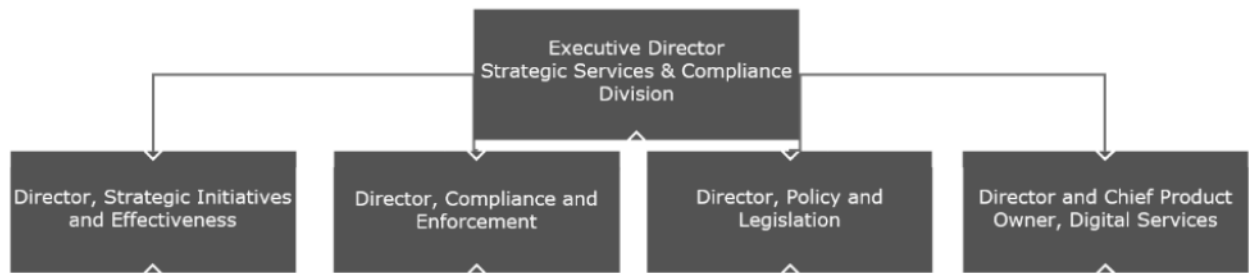 Executive Director
Strategic Services & Compliance
Division
Director, Strategic Initiatives
and Effectiveness
Director, Compliance and
Enforcement
Director, Policy and
Legislation
Director and Chief Product
Owner, Digital Services